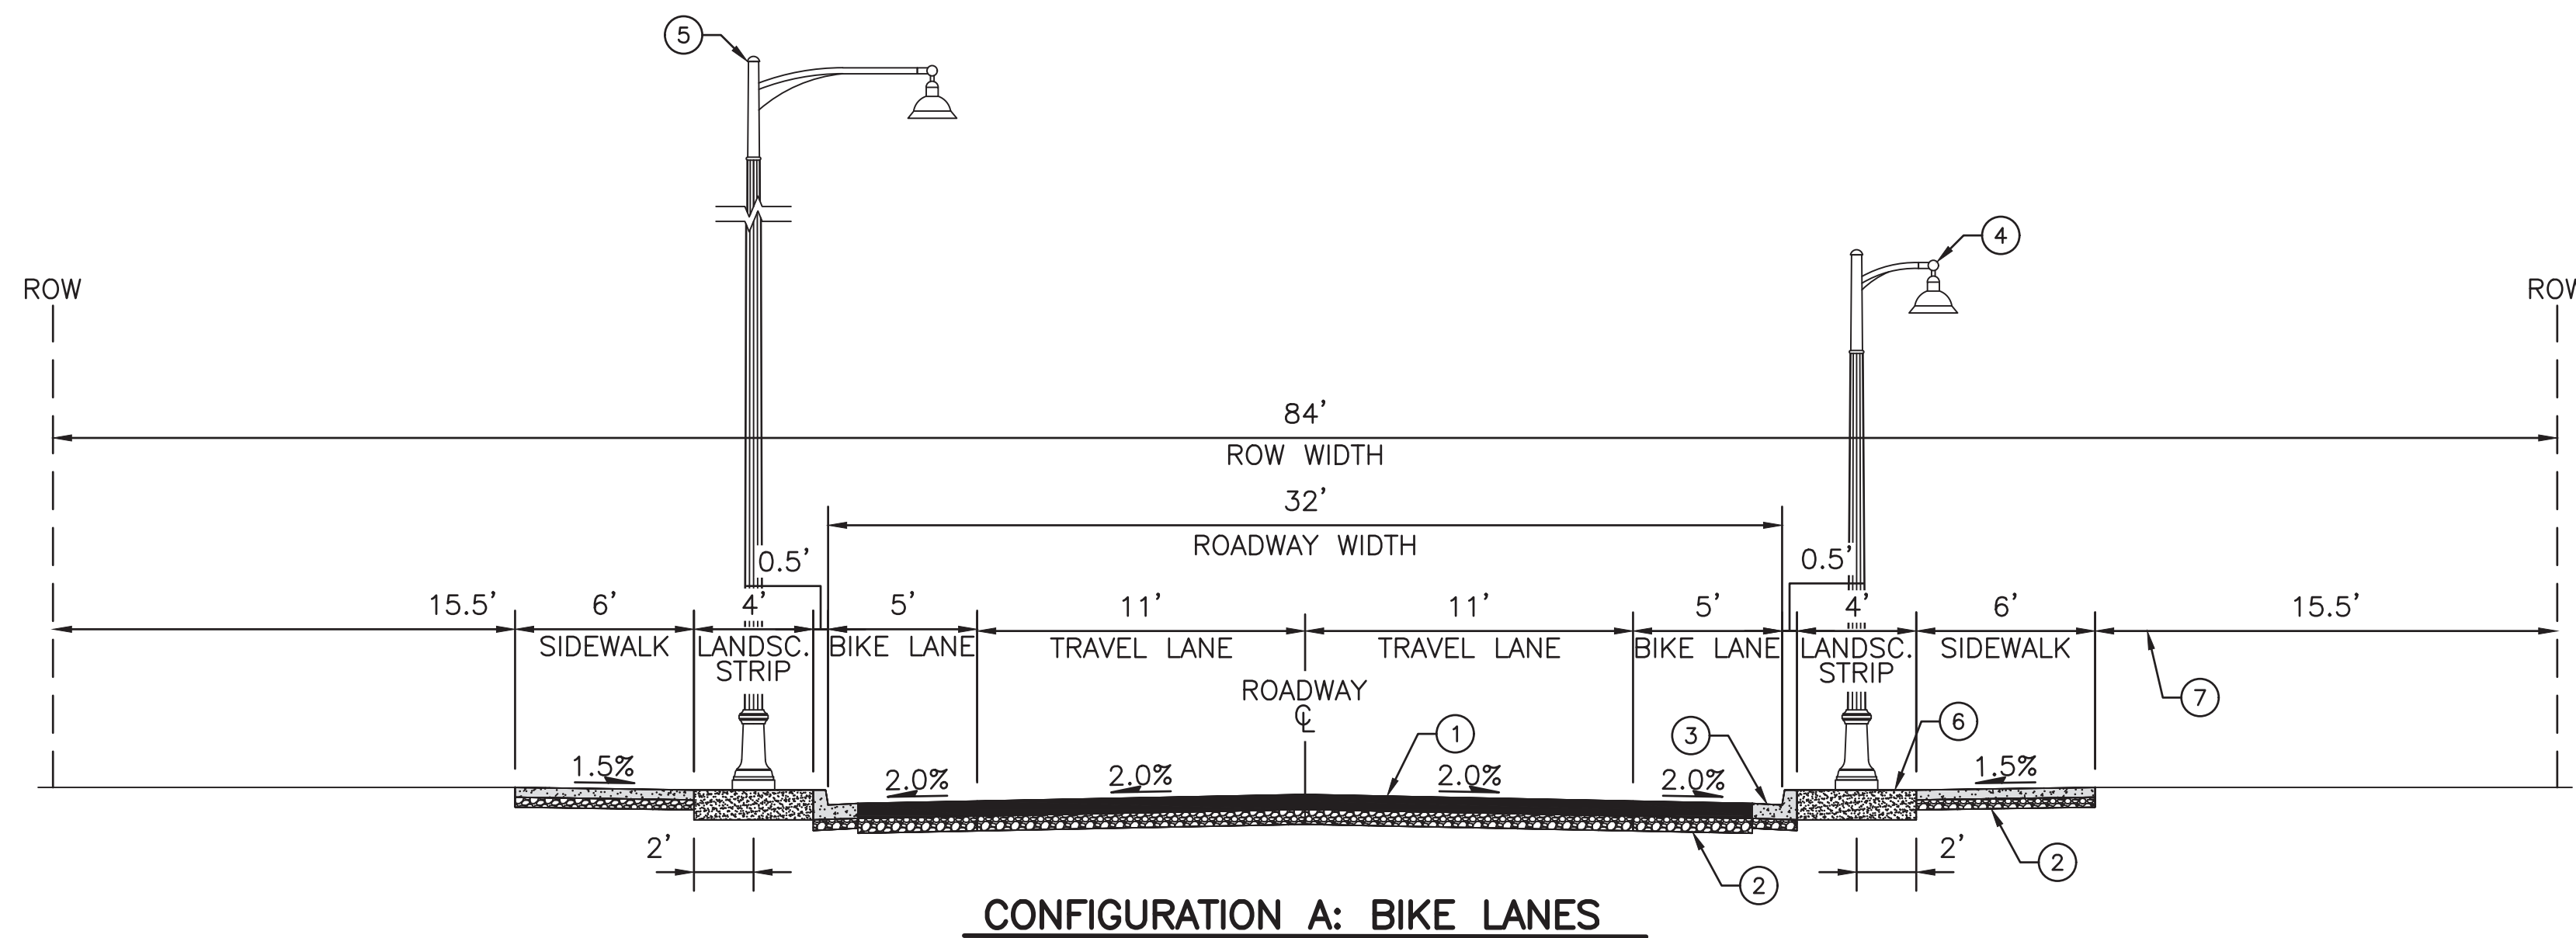 5
4
ROW
ROW
84'
ROW WIDTH
32'
ROADWAY WIDTH
0.5'
0.5'
15.5'
6'
4'
5'
11'
11'
5'
4'
6'
15.5'
SIDEWALK
LANDSC.
STRIP
BIKE LANE
TRAVEL LANE
TRAVEL LANE
BIKE LANE
LANDSC.
STRIP
SIDEWALK
ROADWAY
℄
7
1
3
6
1.5%
2.0%
2.0%
2.0%
2.0%
1.5%
2'
2'
2
2
CONFIGURATION A: BIKE LANES